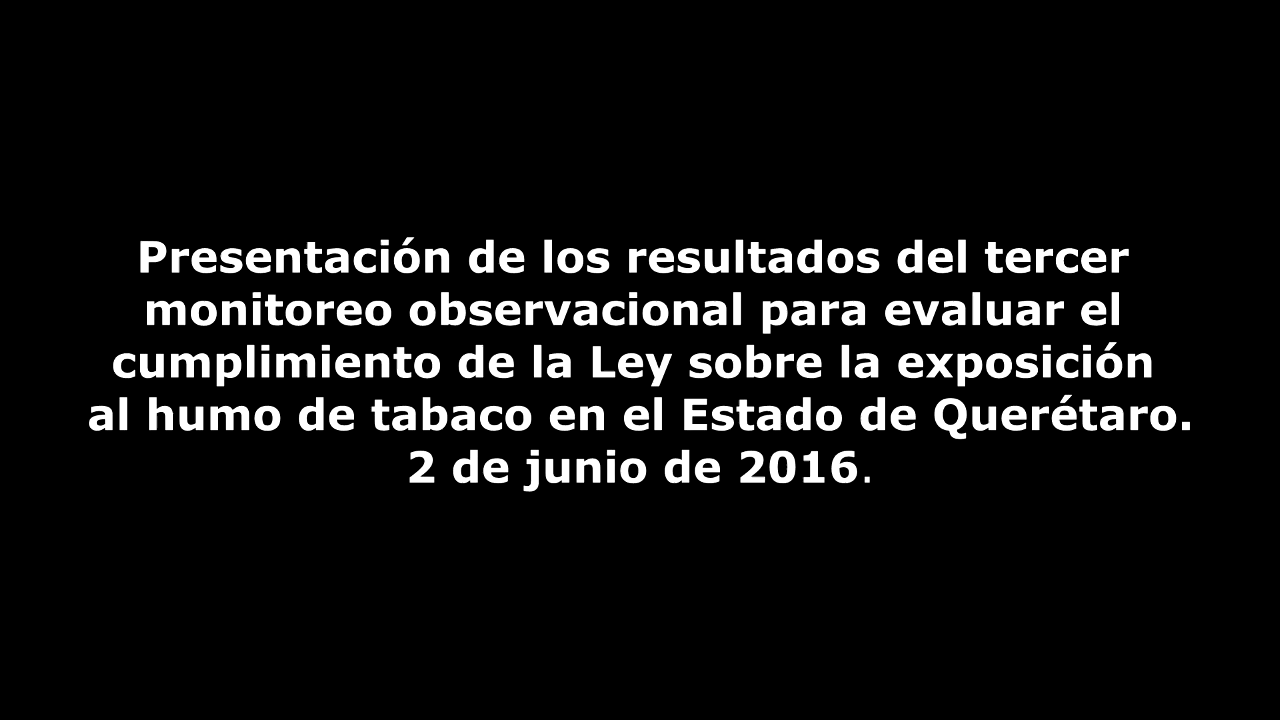 Presentación de los resultados del tercer
monitoreo observacional para evaluar el
cumplimiento de la Ley sobre la exposición
al humo de tabaco en el Estado de Querétaro.
2 de junio de 2016.